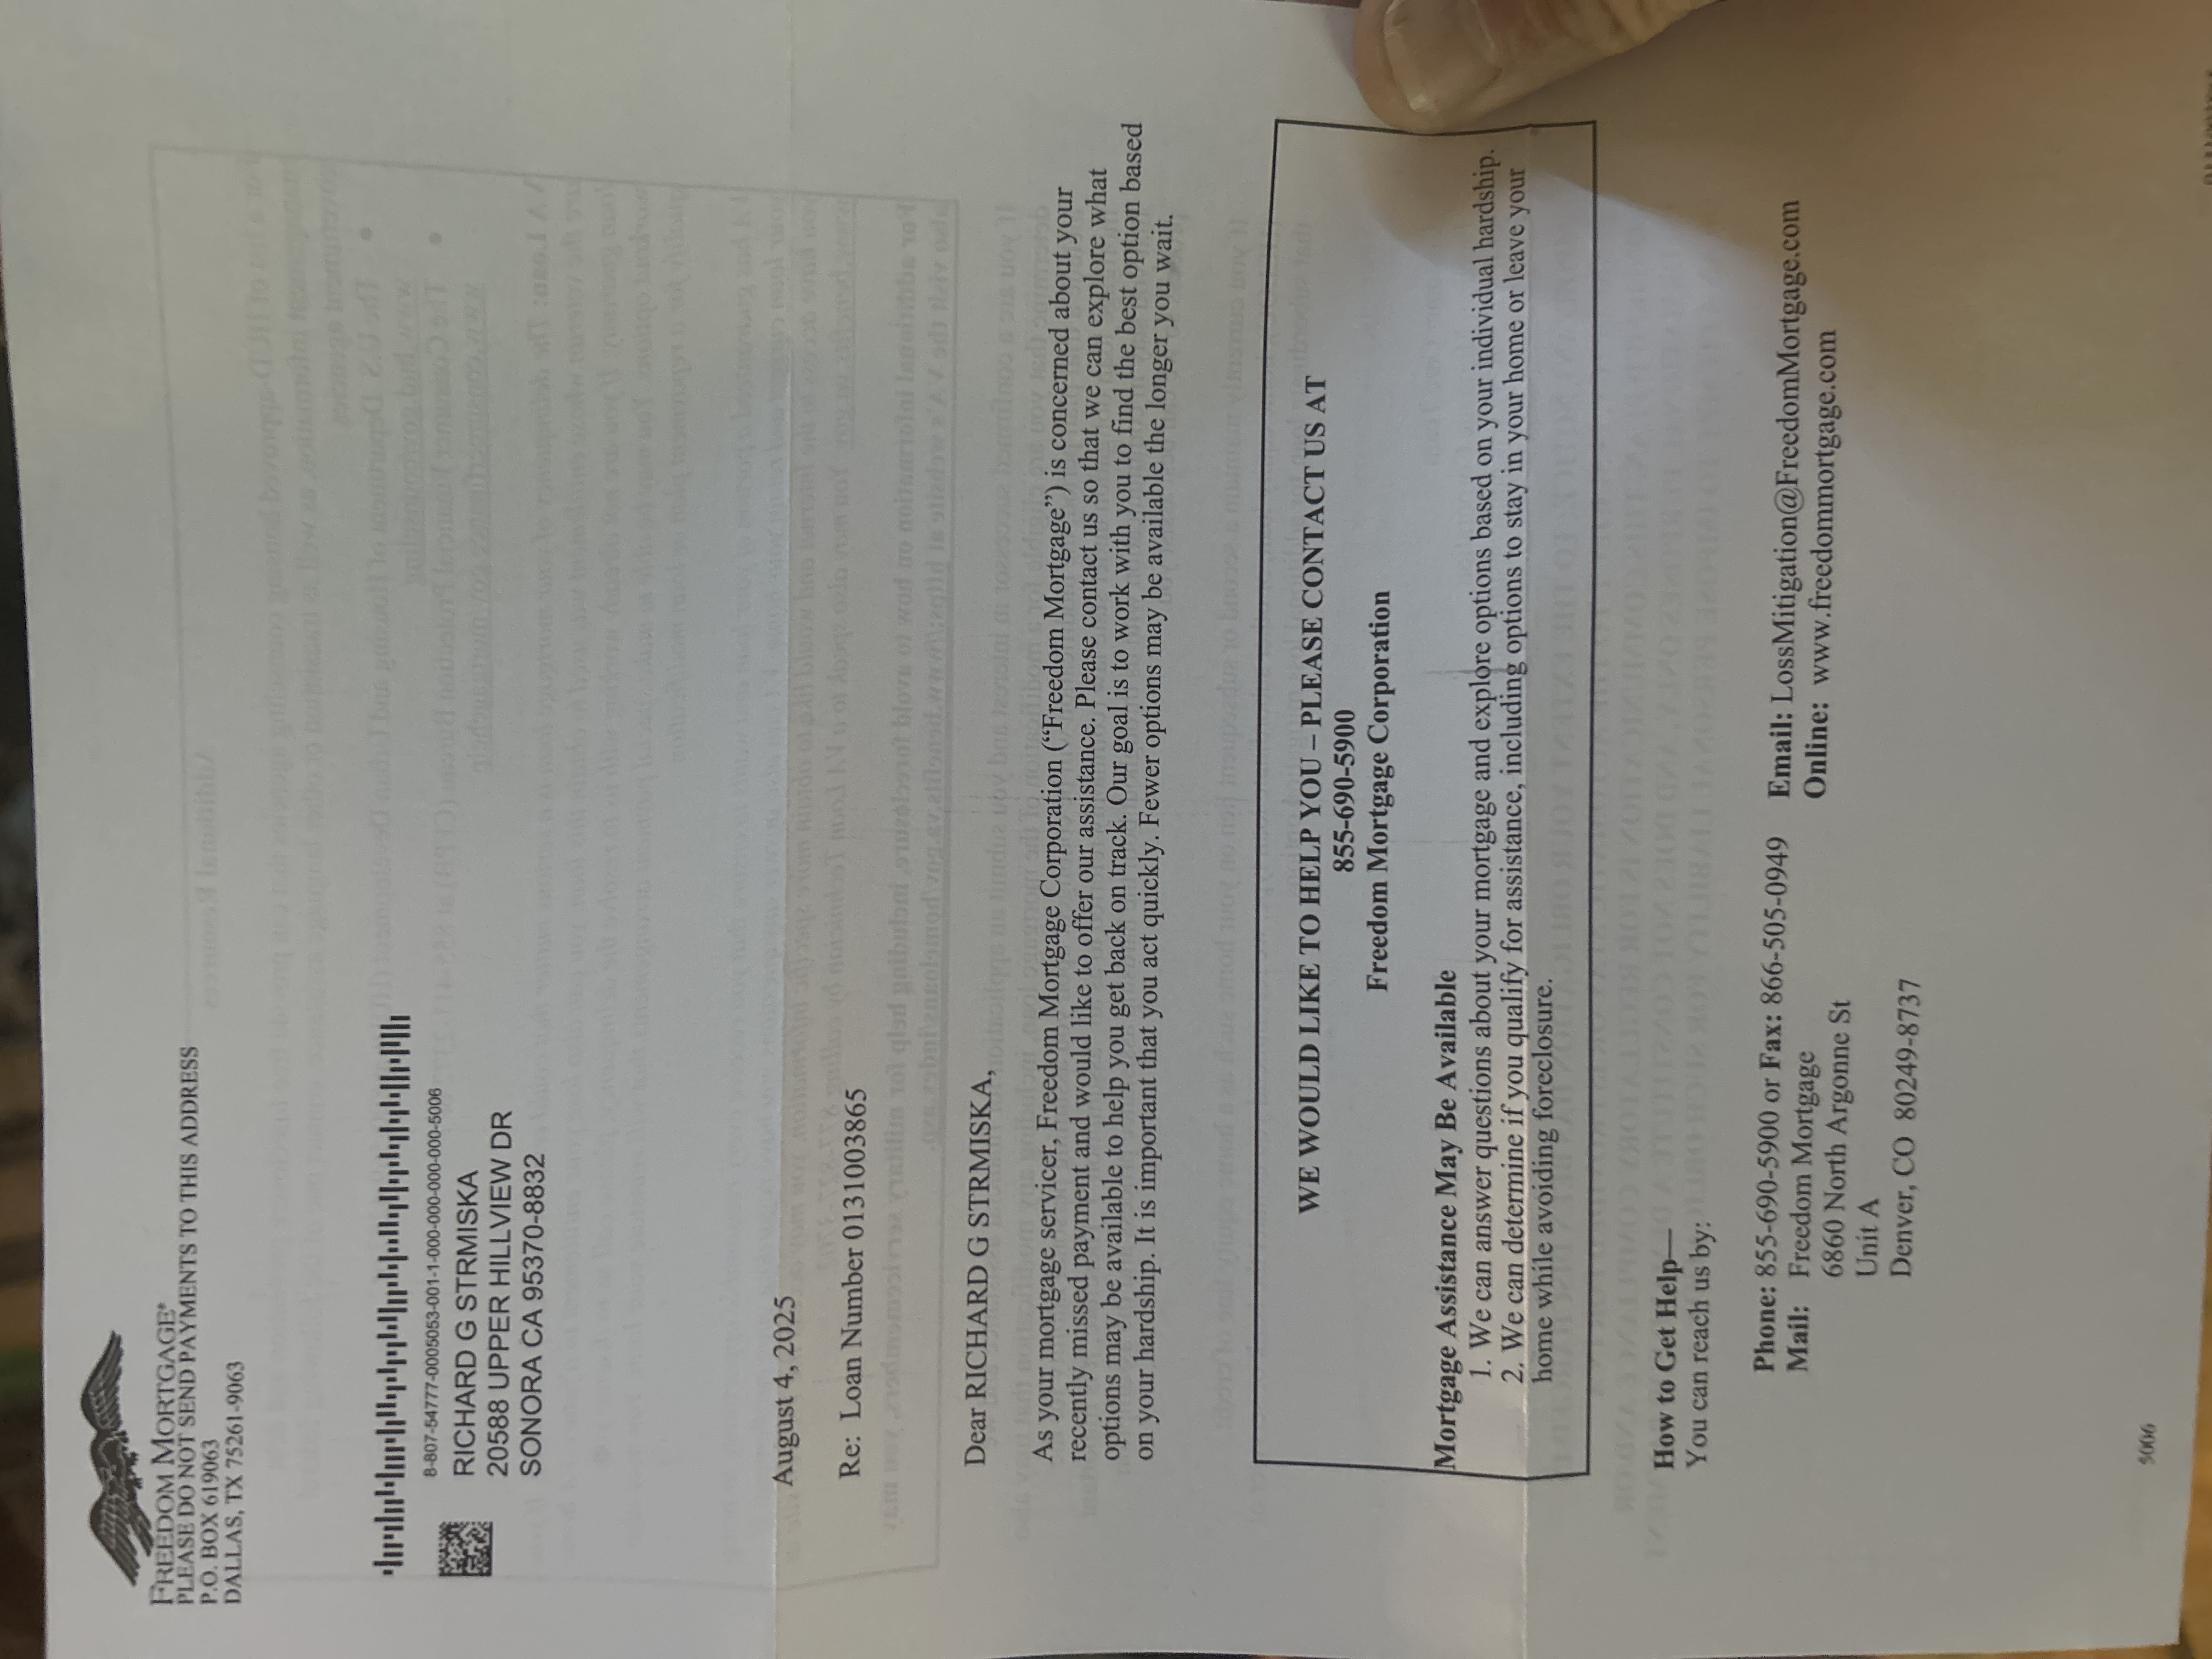 FREEDOM MORTGAGE®
PLEASE DO NOT SEND PAYMENTS TO THIS ADDRESS
P.O. BOX 619063
DALLAS, TX 75261-9063
8-807-54777-0005053-001-1-000-000-000-000-5006
RICHARD G STRMISKA
20588 UPPER HILLVIEW DR
SONORA CA 95370-8832
August 4, 2025
Re: Loan Number 0131003865
Dear RICHARD G STRMISKA,
As your mortgage servicer, Freedom Mortgage Corporation (“Freedom Mortgage”) is concerned about your
recently missed payment and would like to offer our assistance. Please contact us so that we can explore what
options may be available to help you get back on track. Our goal is to work with you to find the best option based
on your hardship. It is important that you act quickly. Fewer options may be available the longer you wait.
WE WOULD LIKE TO HELP YOU – PLEASE CONTACT US AT
855-690-5900
Freedom Mortgage Corporation
Mortgage Assistance May Be Available
1. We can answer questions about your mortgage and explore options based on your individual hardship.
2. We can determine if you qualify for assistance, including options to stay in your home or leave your
home while avoiding foreclosure.
How to Get Help—
You can reach us by:
Phone: 855-690-5900 or Fax: 866-505-0949
Mail: Freedom Mortgage
6860 North Argonne St
Unit A
Denver, CO 80249-8737
Email: LossMitigation@FreedomMortgage.com
Online: www.freedommortgage.com
5006